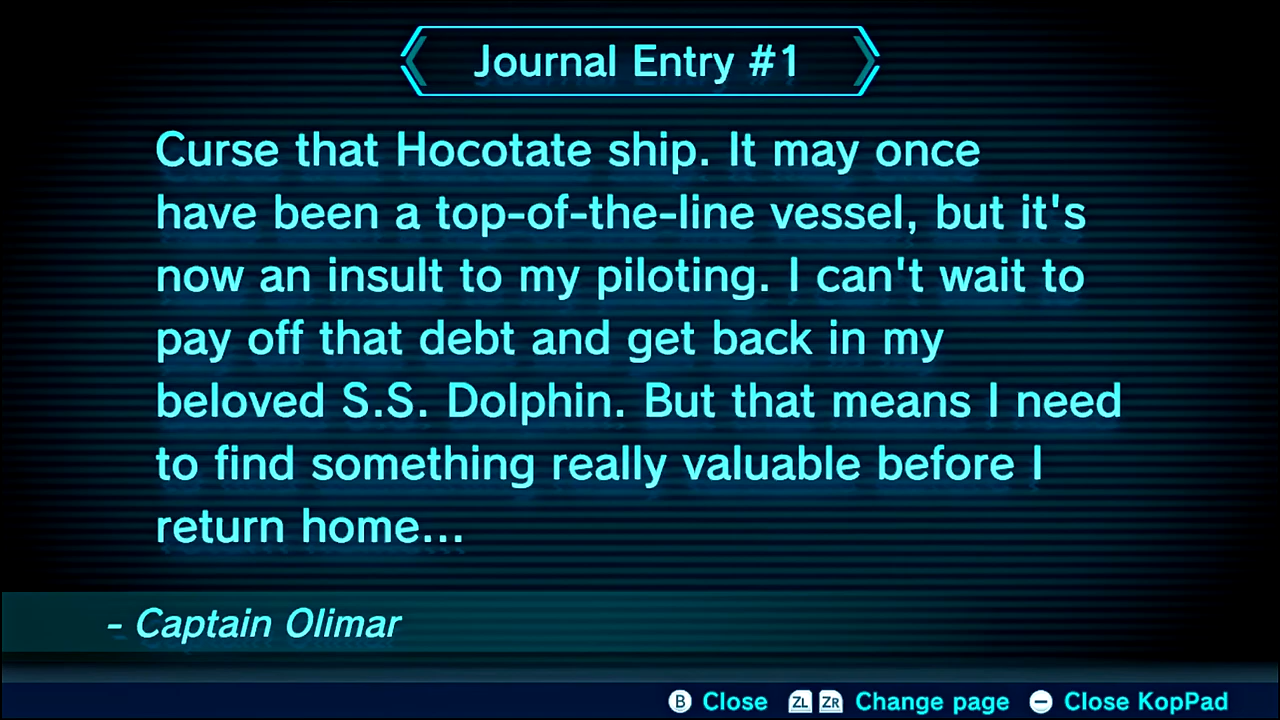 Journal Entry #1
Curse that Hocotate ship. It may once
have been a top-of-the-line vessel, but it's
now an insult to my piloting. I can't wait to
pay off that debt and get back in my
beloved S.S. Dolphin. But that means I need
to find something really valuable before I
return home...
- Captain Olimar
B Close ZL ZR Change page − Close KopPad